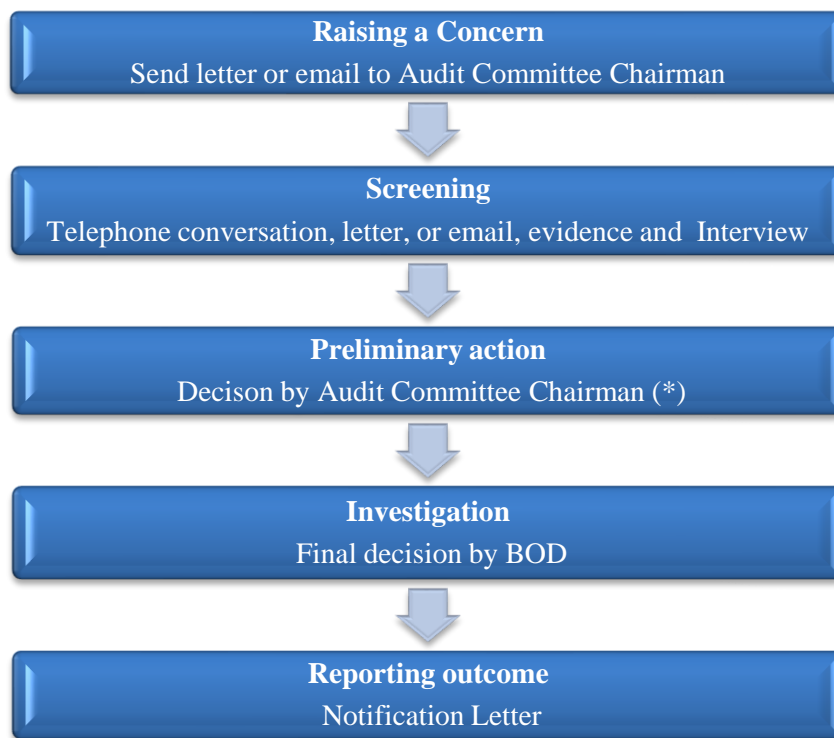 Raising a Concern
Send letter or email to Audit Committee Chairman
Screening
Telephone conversation, letter, or email, evidence and Interview
Preliminary action
Decison by Audit Committee Chairman (*)
Investigation
Final decision by BOD
Reporting outcome
Notification Letter